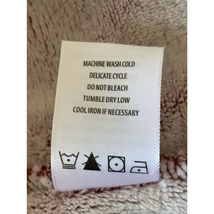 MACHINE WASH COLD
DELICATE CYCLE
DO NOT BLEACH
TUMBLE DRY LOW
COOL IRON IF NECESSARY